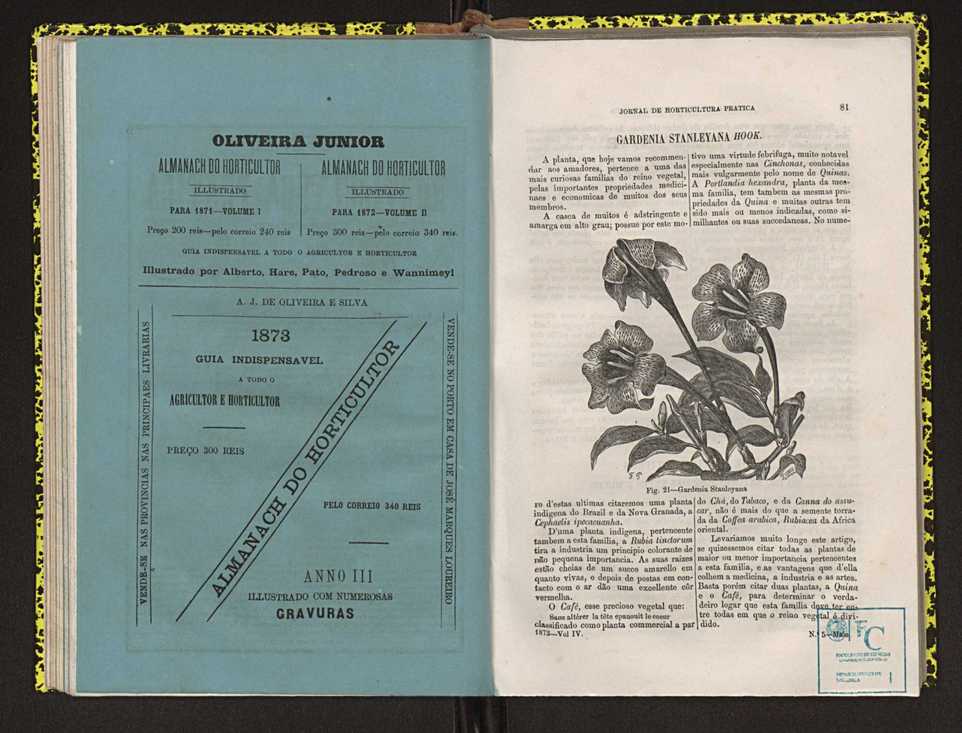 OLIVEIRA JUNIOR
ALMANACH DO HORTICULTOR
ILLUSTRADO
PARA 1871—VOLUME I
Preço 200 reis—pelo correio 240 reis
ALMANACH DO HORTICULTOR
ILLUSTRADO
PARA 1872—VOLUME II
Preço 300 reis—pelo correio 340 reis.
GUIA INDISPENSAVEL A TODO O AGRICULTOR E HORTICULTOR
Illustrado por Alberto, Hare, Pato, Pedroso e Wannimeyl
A. J. DE OLIVEIRA E SILVA
VENDE-SE NAS PROVINCIAS NAS PRINCIPAES LIVRARIAS
1873
GUIA INDISPENSAVEL
A TODO O
AGRICULTOR E HORTICULTOR
PREÇO 300 REIS
ALMANACH DO HORTICULTOR
PELO CORREIO 340 REIS
ANNO III
ILLUSTRADO COM NUMEROSAS
GRAVURAS
VENDE-SE NO PORTO EM CASA DE JOSÉ MARQUES LOUREIRO
JORNAL DE HORTICULTURA PRATICA 81
GARDENIA STANLEYANA HOOK.
A planta, que hoje vamos recommen-
dar aos amadores, pertence a uma das
mais curiosas familias do reino vegetal,
pelas importantes propriedades medici-
naes e economicas de muitos dos seus
membros.
A casca de muitos é adstringente e
amarga em alto grau; possue por este mo-
tivo uma virtude febrifuga, muito notavel
especialmente nas Cinchonas, conhecidas
mais vulgarmente pelo nome de Quinas.
A Portlandia hexandra, planta da mes-
ma familia, tem tambem as mesmas pro-
priedades da Quina e muitas outras tem
sido mais ou menos indicadas, como si-
milhantes ou suas succedaneas. No nume-
Fig. 21—Gardenia Stanleyana
ro d'estas ultimas citaremos uma planta
indigena do Brazil e da Nova Granada, a
Cephaelis ipecacuanha.
D'uma planta indigena, pertencente
tambem a esta familia, a Rubia tinctorum
tira a industria um principio colorante de
não pequena importancia. As suas raizes
estão cheias de um succo amarello em
quanto vivas, e depois de postas em con-
tacto com o ar dão uma excellente côr
vermelha.
O Café, esse precioso vegetal que:
Sans altérer la tête epanouit le coeur
classificado como planta commercial a par
1873—Vol IV.
do Chá, do Tabaco, e da Canna do assu-
car, não é mais do que a semente torra-
da da Coffea arabica, Rubiacea da Africa
oriental.
Levariamos muito longe este artigo,
se quizessemos citar todas as plantas de
maior ou menor importancia pertencentes
a esta familia, e as vantagens que d'ella
colhem a medicina, a industria e as artes.
Basta porém citar duas plantas, a Quina
e o Café, para determinar o verda-
deiro logar que esta familia deve ter en-
tre todas em que o reino vegetal é divi-
dido.
N.º 5—Maio.
FC